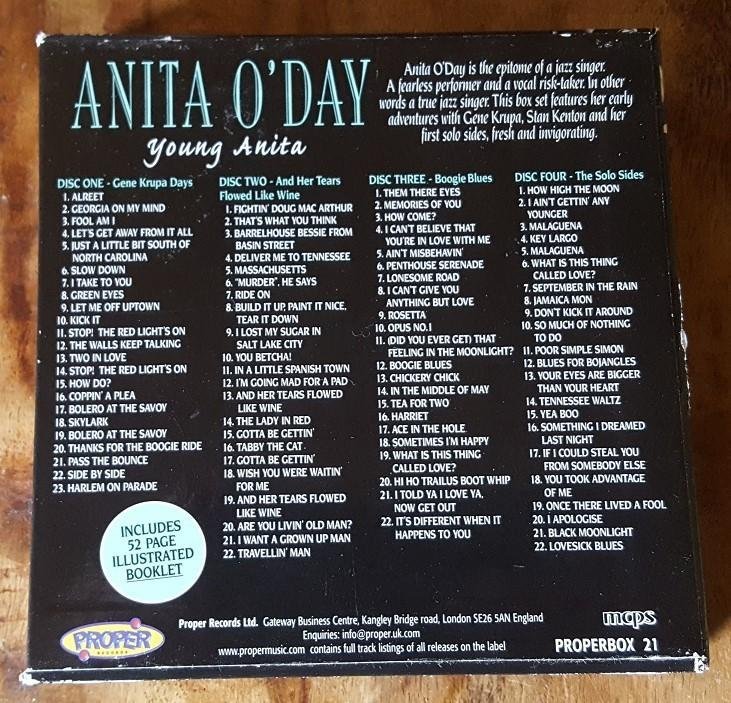 ANITA O'DAY
Young Anita
Anita O'Day is the epitome of a jazz singer.
A fearless performer and a vocal risk-taker. In other
words a true jazz singer. This box set features her early
adventures with Gene Krupa, Stan Kenton and her
first solo sides, fresh and invigorating.
DISC ONE - Gene Krupa Days
1. ALREET
2. GEORGIA ON MY MIND
3. FOOL AM I
4. LET'S GET AWAY FROM IT ALL
5. JUST A LITTLE BIT SOUTH OF
NORTH CAROLINA
6. SLOW DOWN
7. I TAKE TO YOU
8. GREEN EYES
9. LET ME OFF UPTOWN
10. KICK IT
11. STOP! THE RED LIGHT'S ON
12. THE WALLS KEEP TALKING
13. TWO IN LOVE
14. STOP! THE RED LIGHT'S ON
15. HOW DO?
16. COPPIN' A PLEA
17. BOLERO AT THE SAVOY
18. SKYLARK
19. BOLERO AT THE SAVOY
20. THANKS FOR THE BOOGIE RIDE
21. PASS THE BOUNCE
22. SIDE BY SIDE
23. HARLEM ON PARADE
DISC TWO - And Her Tears
Flowed Like Wine
1. FIGHTIN' DOUG MAC ARTHUR
2. THAT'S WHAT YOU THINK
3. BARRELHOUSE BESSIE FROM
BASIN STREET
4. DELIVER ME TO TENNESSEE
5. MASSACHUSETTS
6. "MURDER", HE SAYS
7. RIDE ON
8. BUILD IT UP, PAINT IT NICE,
TEAR IT DOWN
9. I LOST MY SUGAR IN
SALT LAKE CITY
10. YOU BETCHA!
11. IN A LITTLE SPANISH TOWN
12. I'M GOING MAD FOR A PAD
13. AND HER TEARS FLOWED
LIKE WINE
14. THE LADY IN RED
15. GOTTA BE GETTIN'
16. TABBY THE CAT
17. GOTTA BE GETTIN'
18. WISH YOU WERE WAITIN'
FOR ME
19. AND HER TEARS FLOWED
LIKE WINE
20. ARE YOU LIVIN' OLD MAN?
21. I WANT A GROWN UP MAN
22. TRAVELLIN' MAN
DISC THREE - Boogie Blues
1. THEM THERE EYES
2. MEMORIES OF YOU
3. HOW COME?
4. I CAN'T BELIEVE THAT
YOU'RE IN LOVE WITH ME
5. AIN'T MISBEHAVIN'
6. PENTHOUSE SERENADE
7. LONESOME ROAD
8. I CAN'T GIVE YOU
ANYTHING BUT LOVE
9. ROSETTA
10. OPUS NO.1
11. (DID YOU EVER GET) THAT
FEELING IN THE MOONLIGHT?
12. BOOGIE BLUES
13. CHICKERY CHICK
14. IN THE MIDDLE OF MAY
15. TEA FOR TWO
16. HARRIET
17. ACE IN THE HOLE
18. SOMETIMES I'M HAPPY
19. WHAT IS THIS THING
CALLED LOVE?
20. HI HO TRAILUS BOOT WHIP
21. I TOLD YA I LOVE YA,
NOW GET OUT
22. IT'S DIFFERENT WHEN IT
HAPPENS TO YOU
DISC FOUR - The Solo Sides
1. HOW HIGH THE MOON
2. I AIN'T GETTIN' ANY
YOUNGER
3. MALAGUENA
4. KEY LARGO
5. MALAGUENA
6. WHAT IS THIS THING
CALLED LOVE?
7. SEPTEMBER IN THE RAIN
8. JAMAICA MON
9. DON'T KICK IT AROUND
10. SO MUCH OF NOTHING
TO DO
11. POOR SIMPLE SIMON
12. BLUES FOR BOJANGLES
13. YOUR EYES ARE BIGGER
THAN YOUR HEART
14. TENNESSEE WALTZ
15. YEA BOO
16. SOMETHING I DREAMED
LAST NIGHT
17. IF I COULD STEAL YOU
FROM SOMEBODY ELSE
18. YOU TOOK ADVANTAGE
OF ME
19. ONCE THERE LIVED A FOOL
20. I APOLOGISE
21. BLACK MOONLIGHT
22. LOVESICK BLUES
INCLUDES
52 PAGE
ILLUSTRATED
BOOKLET
PROPER
RECORDS
Proper Records Ltd. Gateway Business Centre, Kangley Bridge road, London SE26 5AN England
Enquiries: info@proper.uk.com
www.propermusic.com contains full track listings of all releases on the label
mcps
PROPERBOX 21